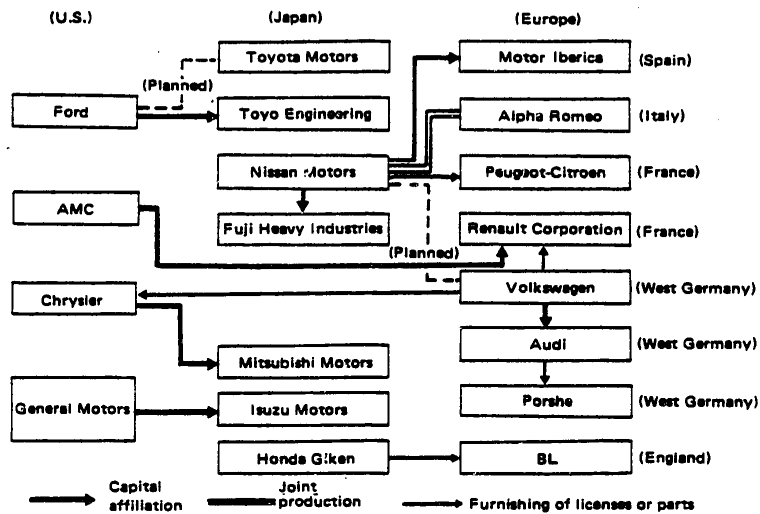 (U.S.) (Japan) (Europe)
Toyota Motors Motor Iberica (Spain)
(Planned)
Ford Toyo Engineering Alpha Romeo (Italy)
Nissan Motors Peuguot-Citroen (France)
AMC Fuji Heavy Industries Renault Corporation (France)
(Planned)
Chrysler Volkswagen (West Germany)
Audi (West Germany)
Mitsubishi Motors
General Motors Isuzu Motors Porshe (West Germany)
Honda Giken BL (England)
Capital affiliation Joint production Furnishing of licenses or parts